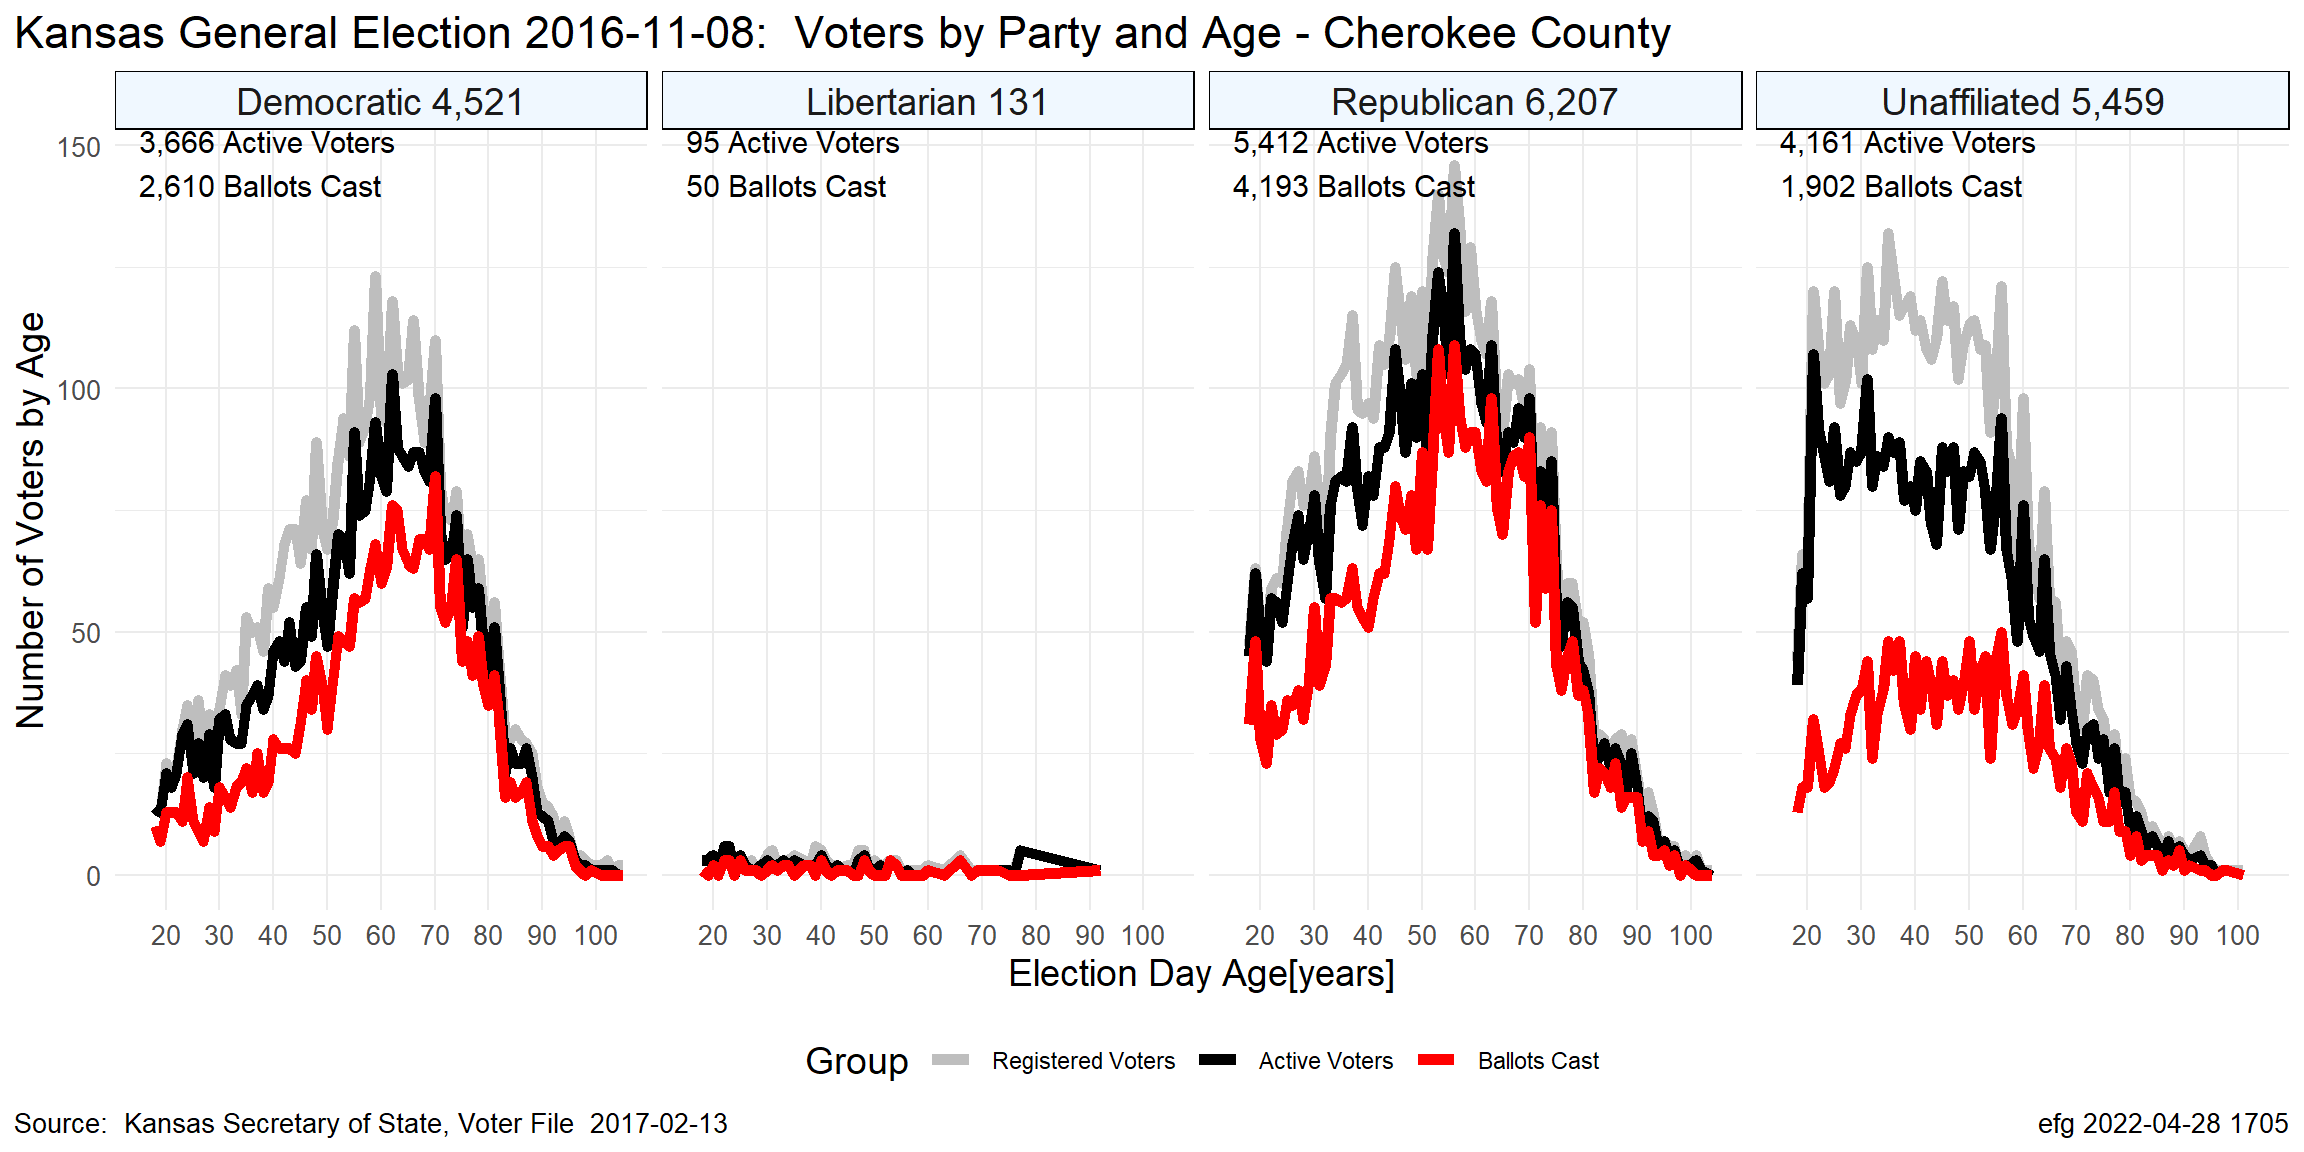 Kansas General Election 2016-11-08:  Voters by Party and Age - Cherokee County
Democratic 4,521
Libertarian 131
Republican 6,207
Unaffiliated 5,459
3,666 Active Voters
2,610 Ballots Cast
95 Active Voters
50 Ballots Cast
5,412 Active Voters
4,193 Ballots Cast
4,161 Active Voters
1,902 Ballots Cast
Number of Voters by Age
150
100
50
0
20 30 40 50 60 70 80 90 100
20 30 40 50 60 70 80 90 100
20 30 40 50 60 70 80 90 100
20 30 40 50 60 70 80 90 100
Election Day Age[years]
Group Registered Voters Active Voters Ballots Cast
Source:  Kansas Secretary of State, Voter File  2017-02-13
efg 2022-04-28 1705